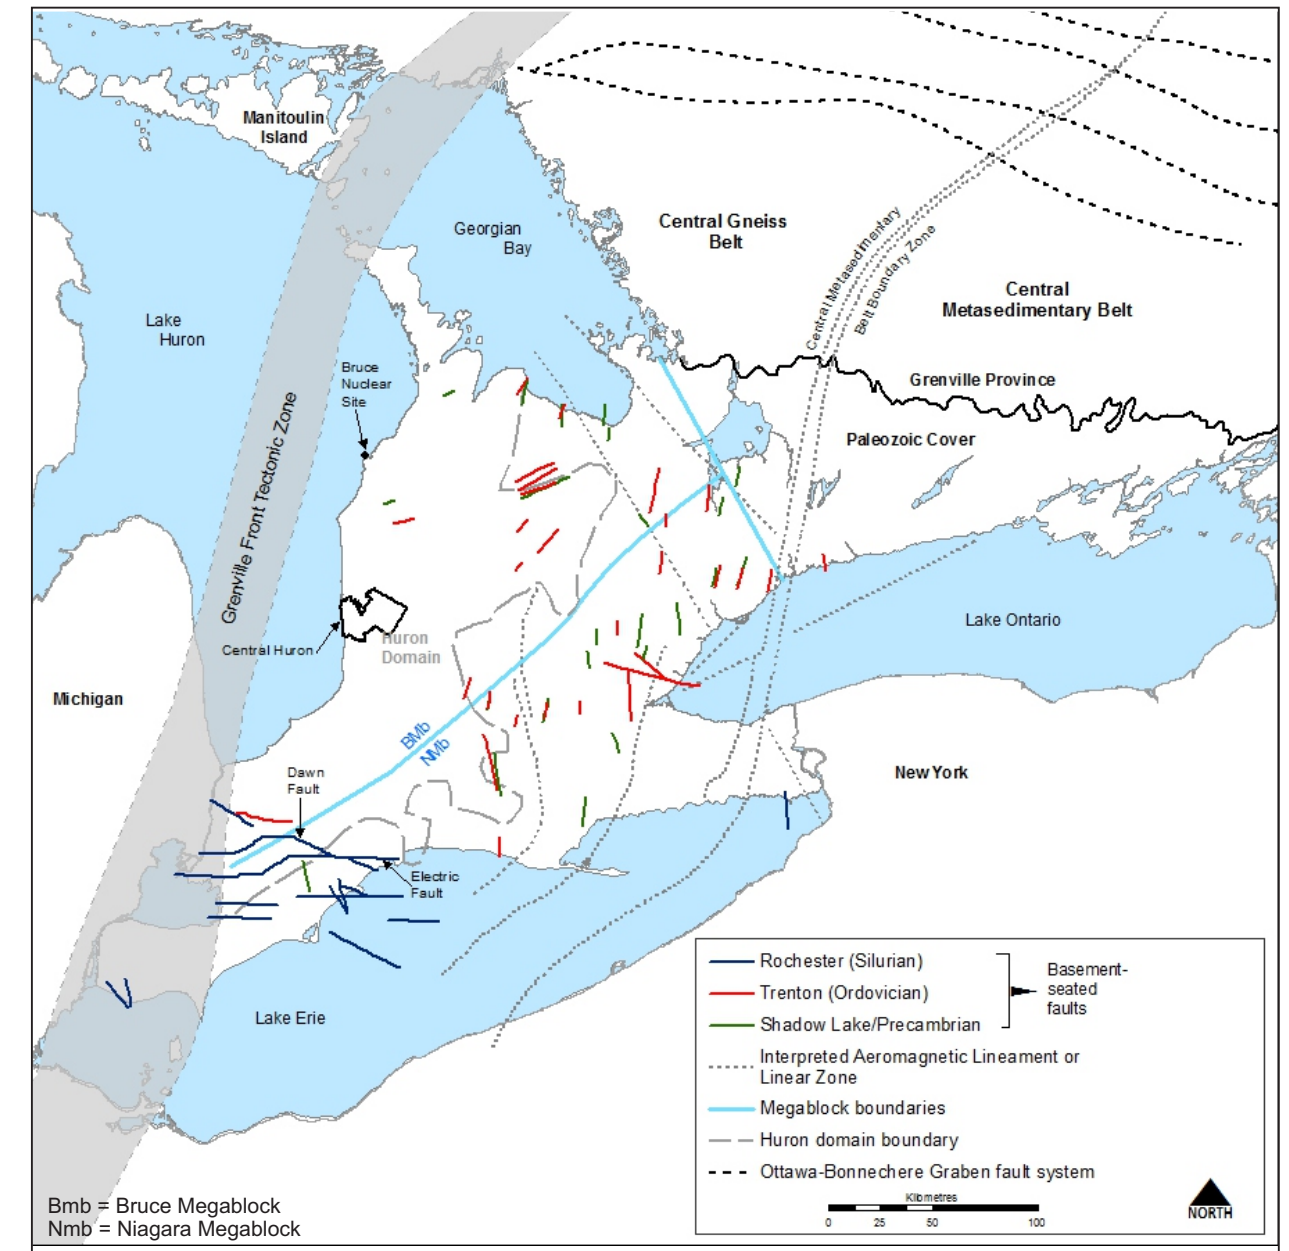 Manitoulin
Island
Georgian
Bay
Central Gneiss
Belt
Central Metasedimentary
Belt Boundary Zone
Central
Metasedimentary Belt
Lake
Huron
Bruce
Nuclear
Site
Grenville Province
Paleozoic Cover
Grenville Front Tectonic Zone
Central Huron
Huron
Domain
Lake Ontario
Michigan
BMb
NMb
New York
Dawn
Fault
Electric
Fault
Lake Erie
Rochester (Silurian)
Trenton (Ordovician)
Shadow Lake/Precambrian
Basement-
seated
faults
Interpreted Aeromagnetic Lineament or
Linear Zone
Megablock boundaries
Huron domain boundary
Ottawa-Bonnechere Graben fault system
Kilometres
0 25 50 100
NORTH
Bmb = Bruce Megablock
Nmb = Niagara Megablock